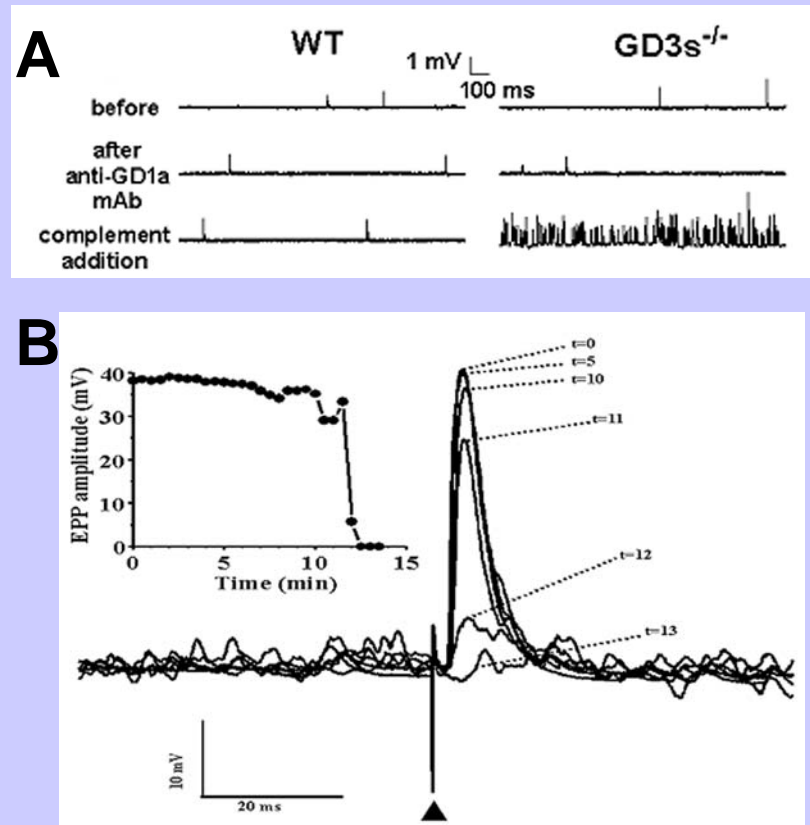 A
WT
GD3s-/-
1 mV
100 ms
before
after
anti-GD1a
mAb
complement
addition
B
EPP amplitude (mV)
40
30
20
10
0
0
5
10
15
Time (min)
t=0
t=5
t=10
t=11
t=12
t=13
10 mV
20 ms